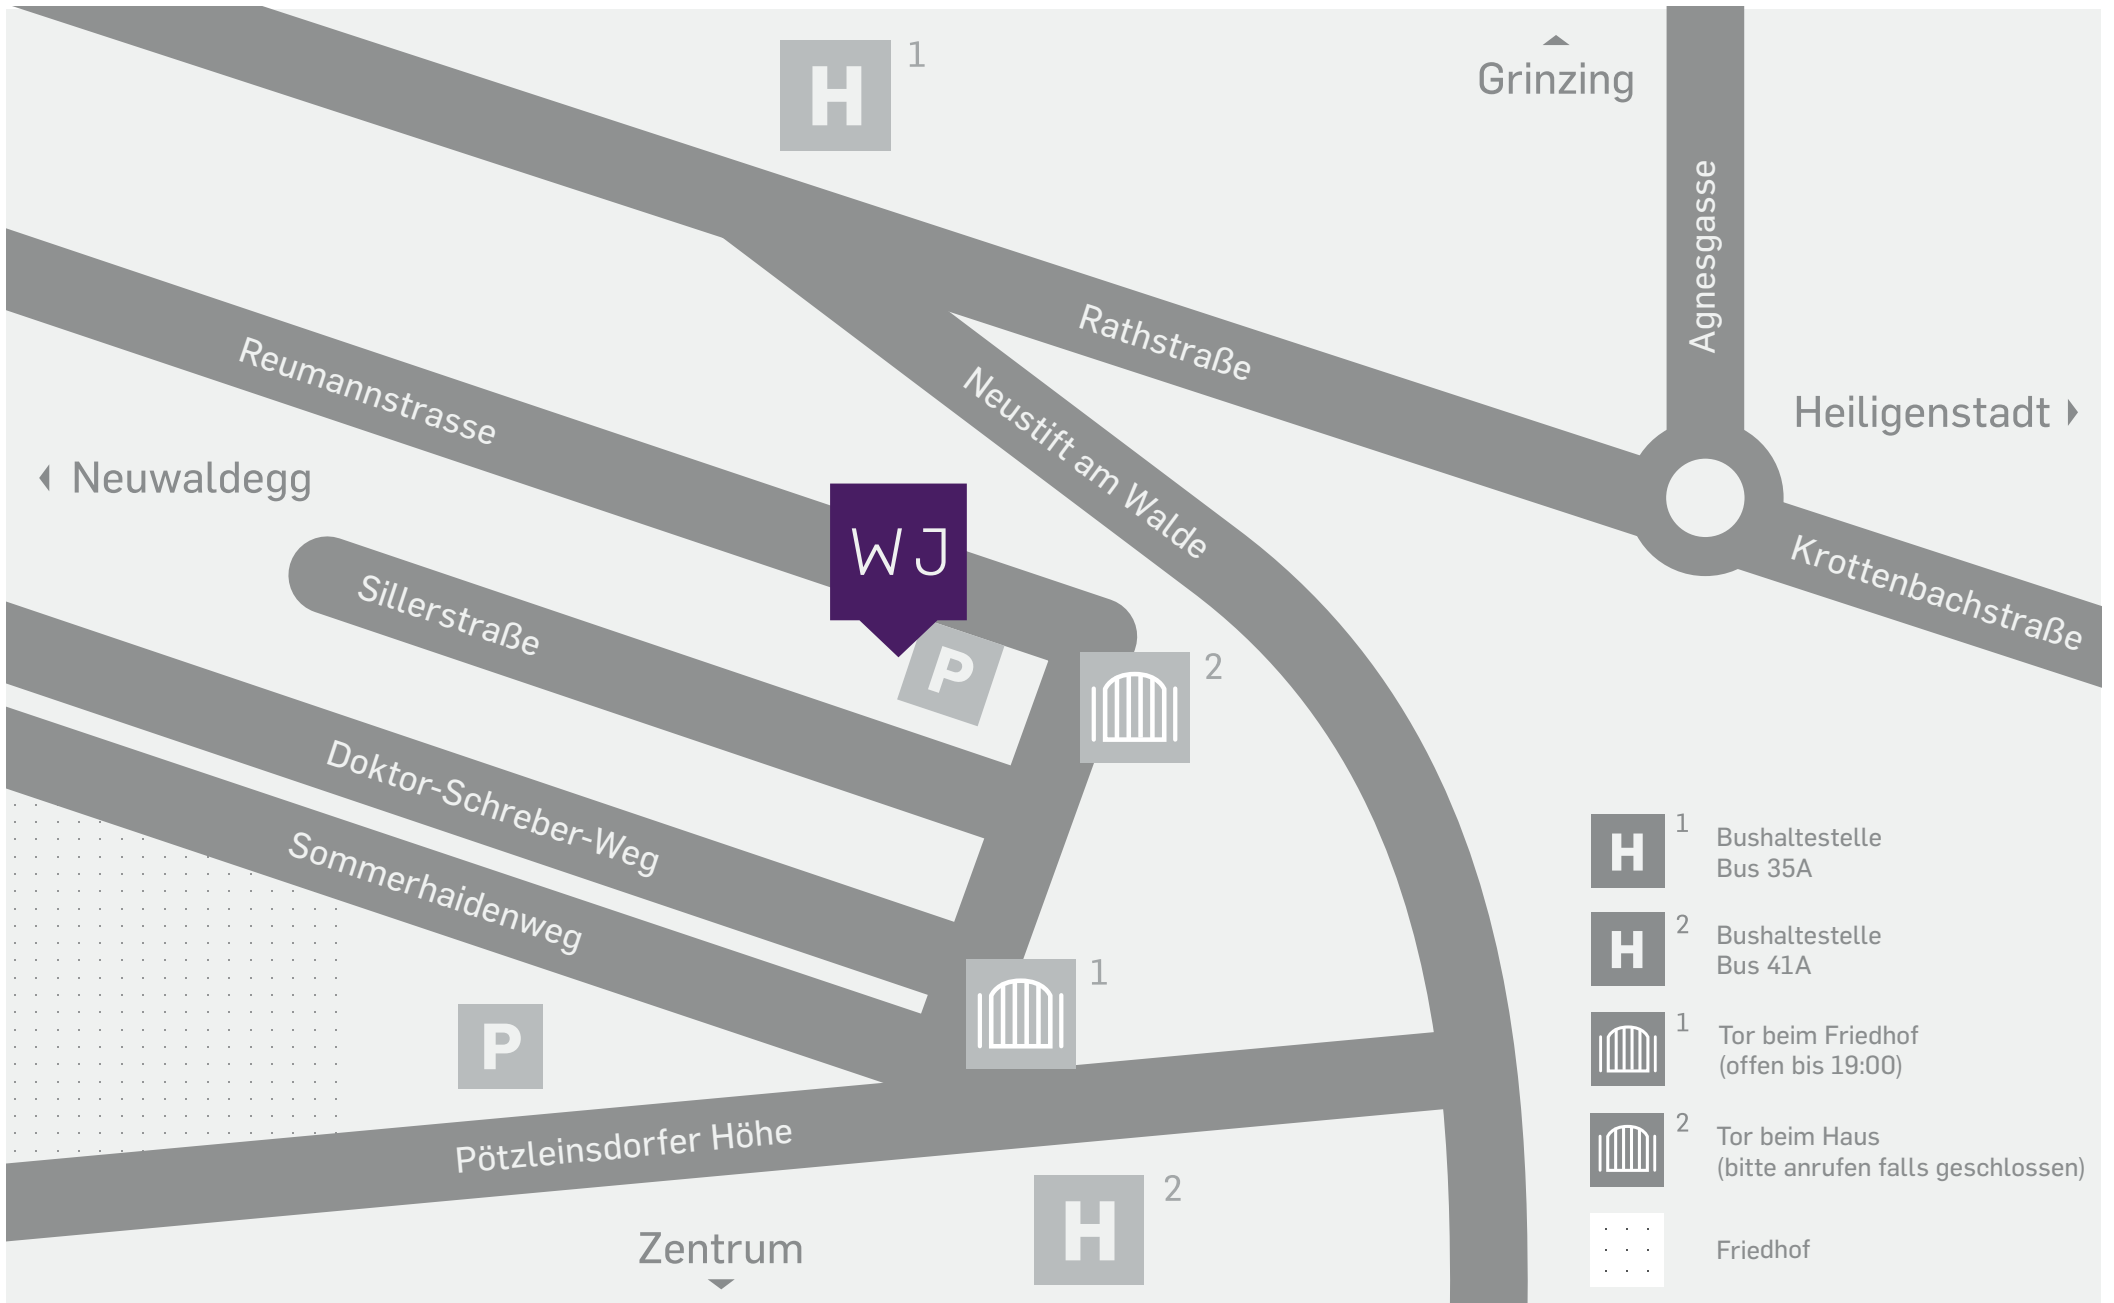 H 1
Grinzing
Agnesgasse
Rathstraße
Reumannstrasse
Neustift am Walde
Heiligenstadt
Neuwaldegg
WJ
Krottenbachstraße
Sillerstraße
P
2
Doktor-Schreber-Weg
Sommerhaidenweg
1
P
Pötzleinsdorfer Höhe
H 2
Zentrum
H 1
Bushaltestelle
Bus 35A
H 2
Bushaltestelle
Bus 41A
1
Tor beim Friedhof
(offen bis 19:00)
2
Tor beim Haus
(bitte anrufen falls geschlossen)
Friedhof